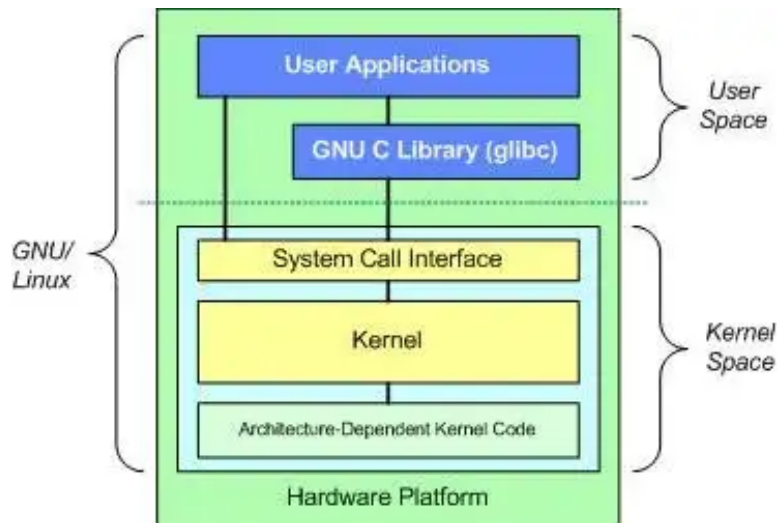 User Applications
User
Space
GNU C Library (glibc)
GNU/
Linux
System Call Interface
Kernel
Kernel
Space
Architecture-Dependent Kernel Code
Hardware Platform